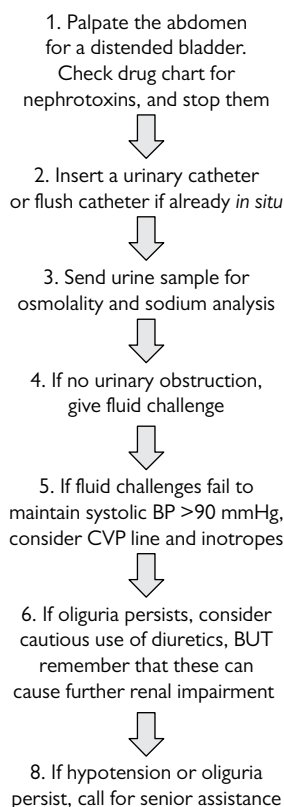 1. Palpate the abdomen
for a distended bladder.
Check drug chart for
nephrotoxins, and stop them
2. Insert a urinary catheter
or flush catheter if already in situ
3. Send urine sample for
osmolality and sodium analysis
4. If no urinary obstruction,
give fluid challenge
5. If fluid challenges fail to
maintain systolic BP >90 mmHg,
consider CVP line and inotropes
6. If oliguria persists, consider
cautious use of diuretics, BUT
remember that these can
cause further renal impairment
8. If hypotension or oliguria
persist, call for senior assistance